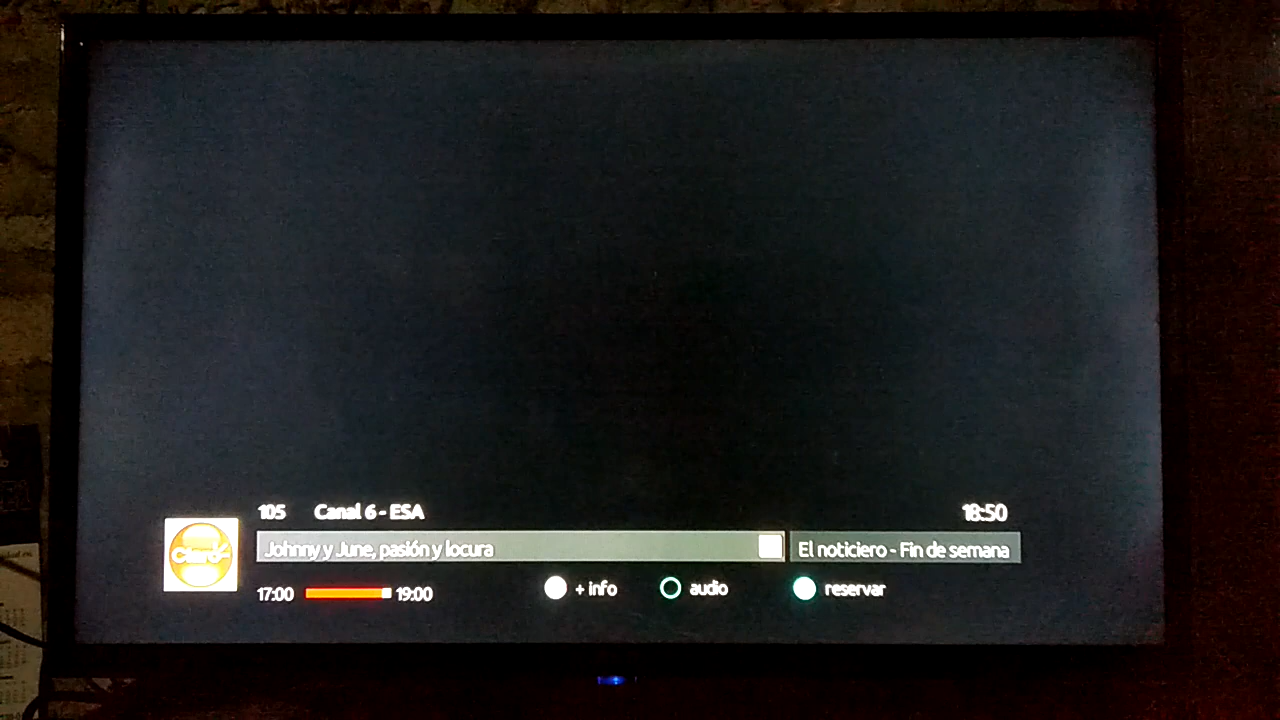 105 Canal 6 - ESA 18:50
Claro
Johnny y June, pasión y locura El noticiero - Fin de semana
17:00 19:00 + info audio reservar